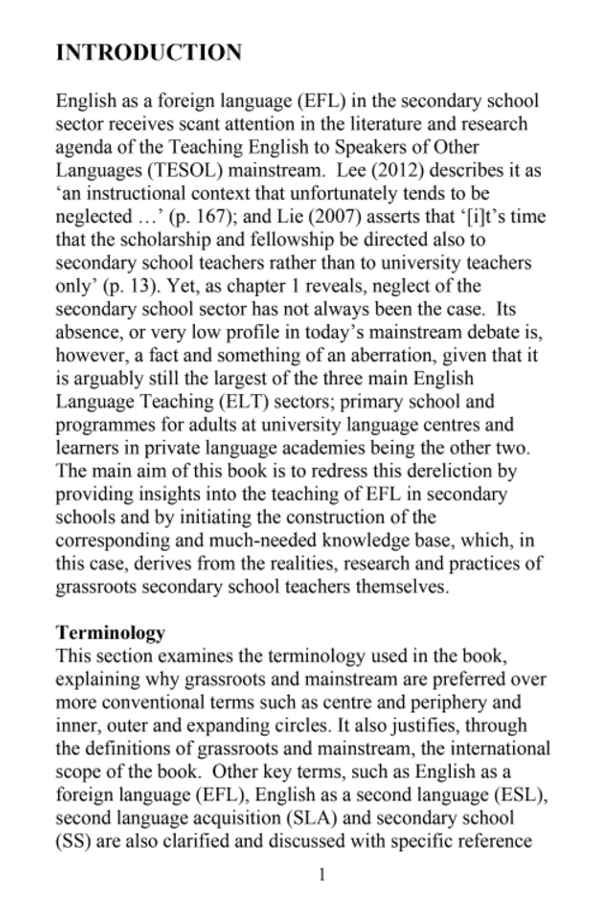 INTRODUCTION
English as a foreign language (EFL) in the secondary school
sector receives scant attention in the literature and research
agenda of the Teaching English to Speakers of Other
Languages (TESOL) mainstream.  Lee (2012) describes it as
‘an instructional context that unfortunately tends to be
neglected …’ (p. 167); and Lie (2007) asserts that ‘[i]t’s time
that the scholarship and fellowship be directed also to
secondary school teachers rather than to university teachers
only’ (p. 13). Yet, as chapter 1 reveals, neglect of the
secondary school sector has not always been the case.  Its
absence, or very low profile in today’s mainstream debate is,
however, a fact and something of an aberration, given that it
is arguably still the largest of the three main English
Language Teaching (ELT) sectors; primary school and
programmes for adults at university language centres and
learners in private language academies being the other two.
The main aim of this book is to redress this dereliction by
providing insights into the teaching of EFL in secondary
schools and by initiating the construction of the
corresponding and much-needed knowledge base, which, in
this case, derives from the realities, research and practices of
grassroots secondary school teachers themselves.
Terminology
This section examines the terminology used in the book,
explaining why grassroots and mainstream are preferred over
more conventional terms such as centre and periphery and
inner, outer and expanding circles. It also justifies, through
the definitions of grassroots and mainstream, the international
scope of the book.  Other key terms, such as English as a
foreign language (EFL), English as a second language (ESL),
second language acquisition (SLA) and secondary school
(SS) are also clarified and discussed with specific reference
1